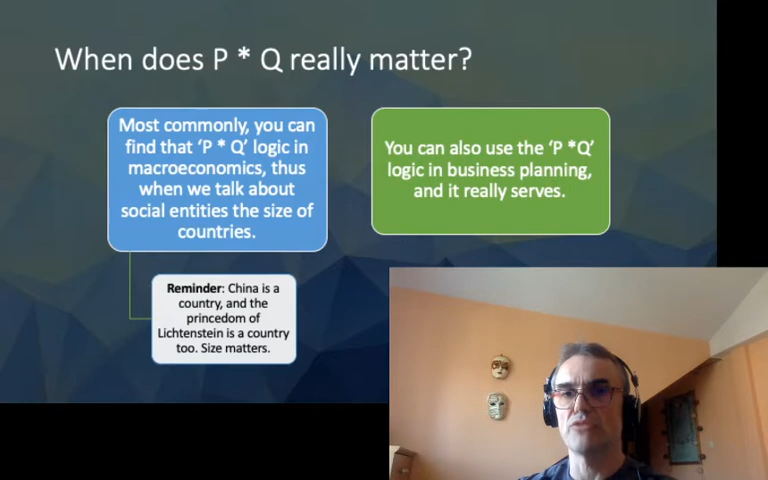 When does P * Q really matter?
Most commonly, you can
find that ‘P * Q’ logic in
macroeconomics, thus
when we talk about
social entities the size of
countries.
You can also use the ‘P *Q’
logic in business planning,
and it really serves.
Reminder: China is a
country, and the
princedom of
Lichtenstein is a country
too. Size matters.